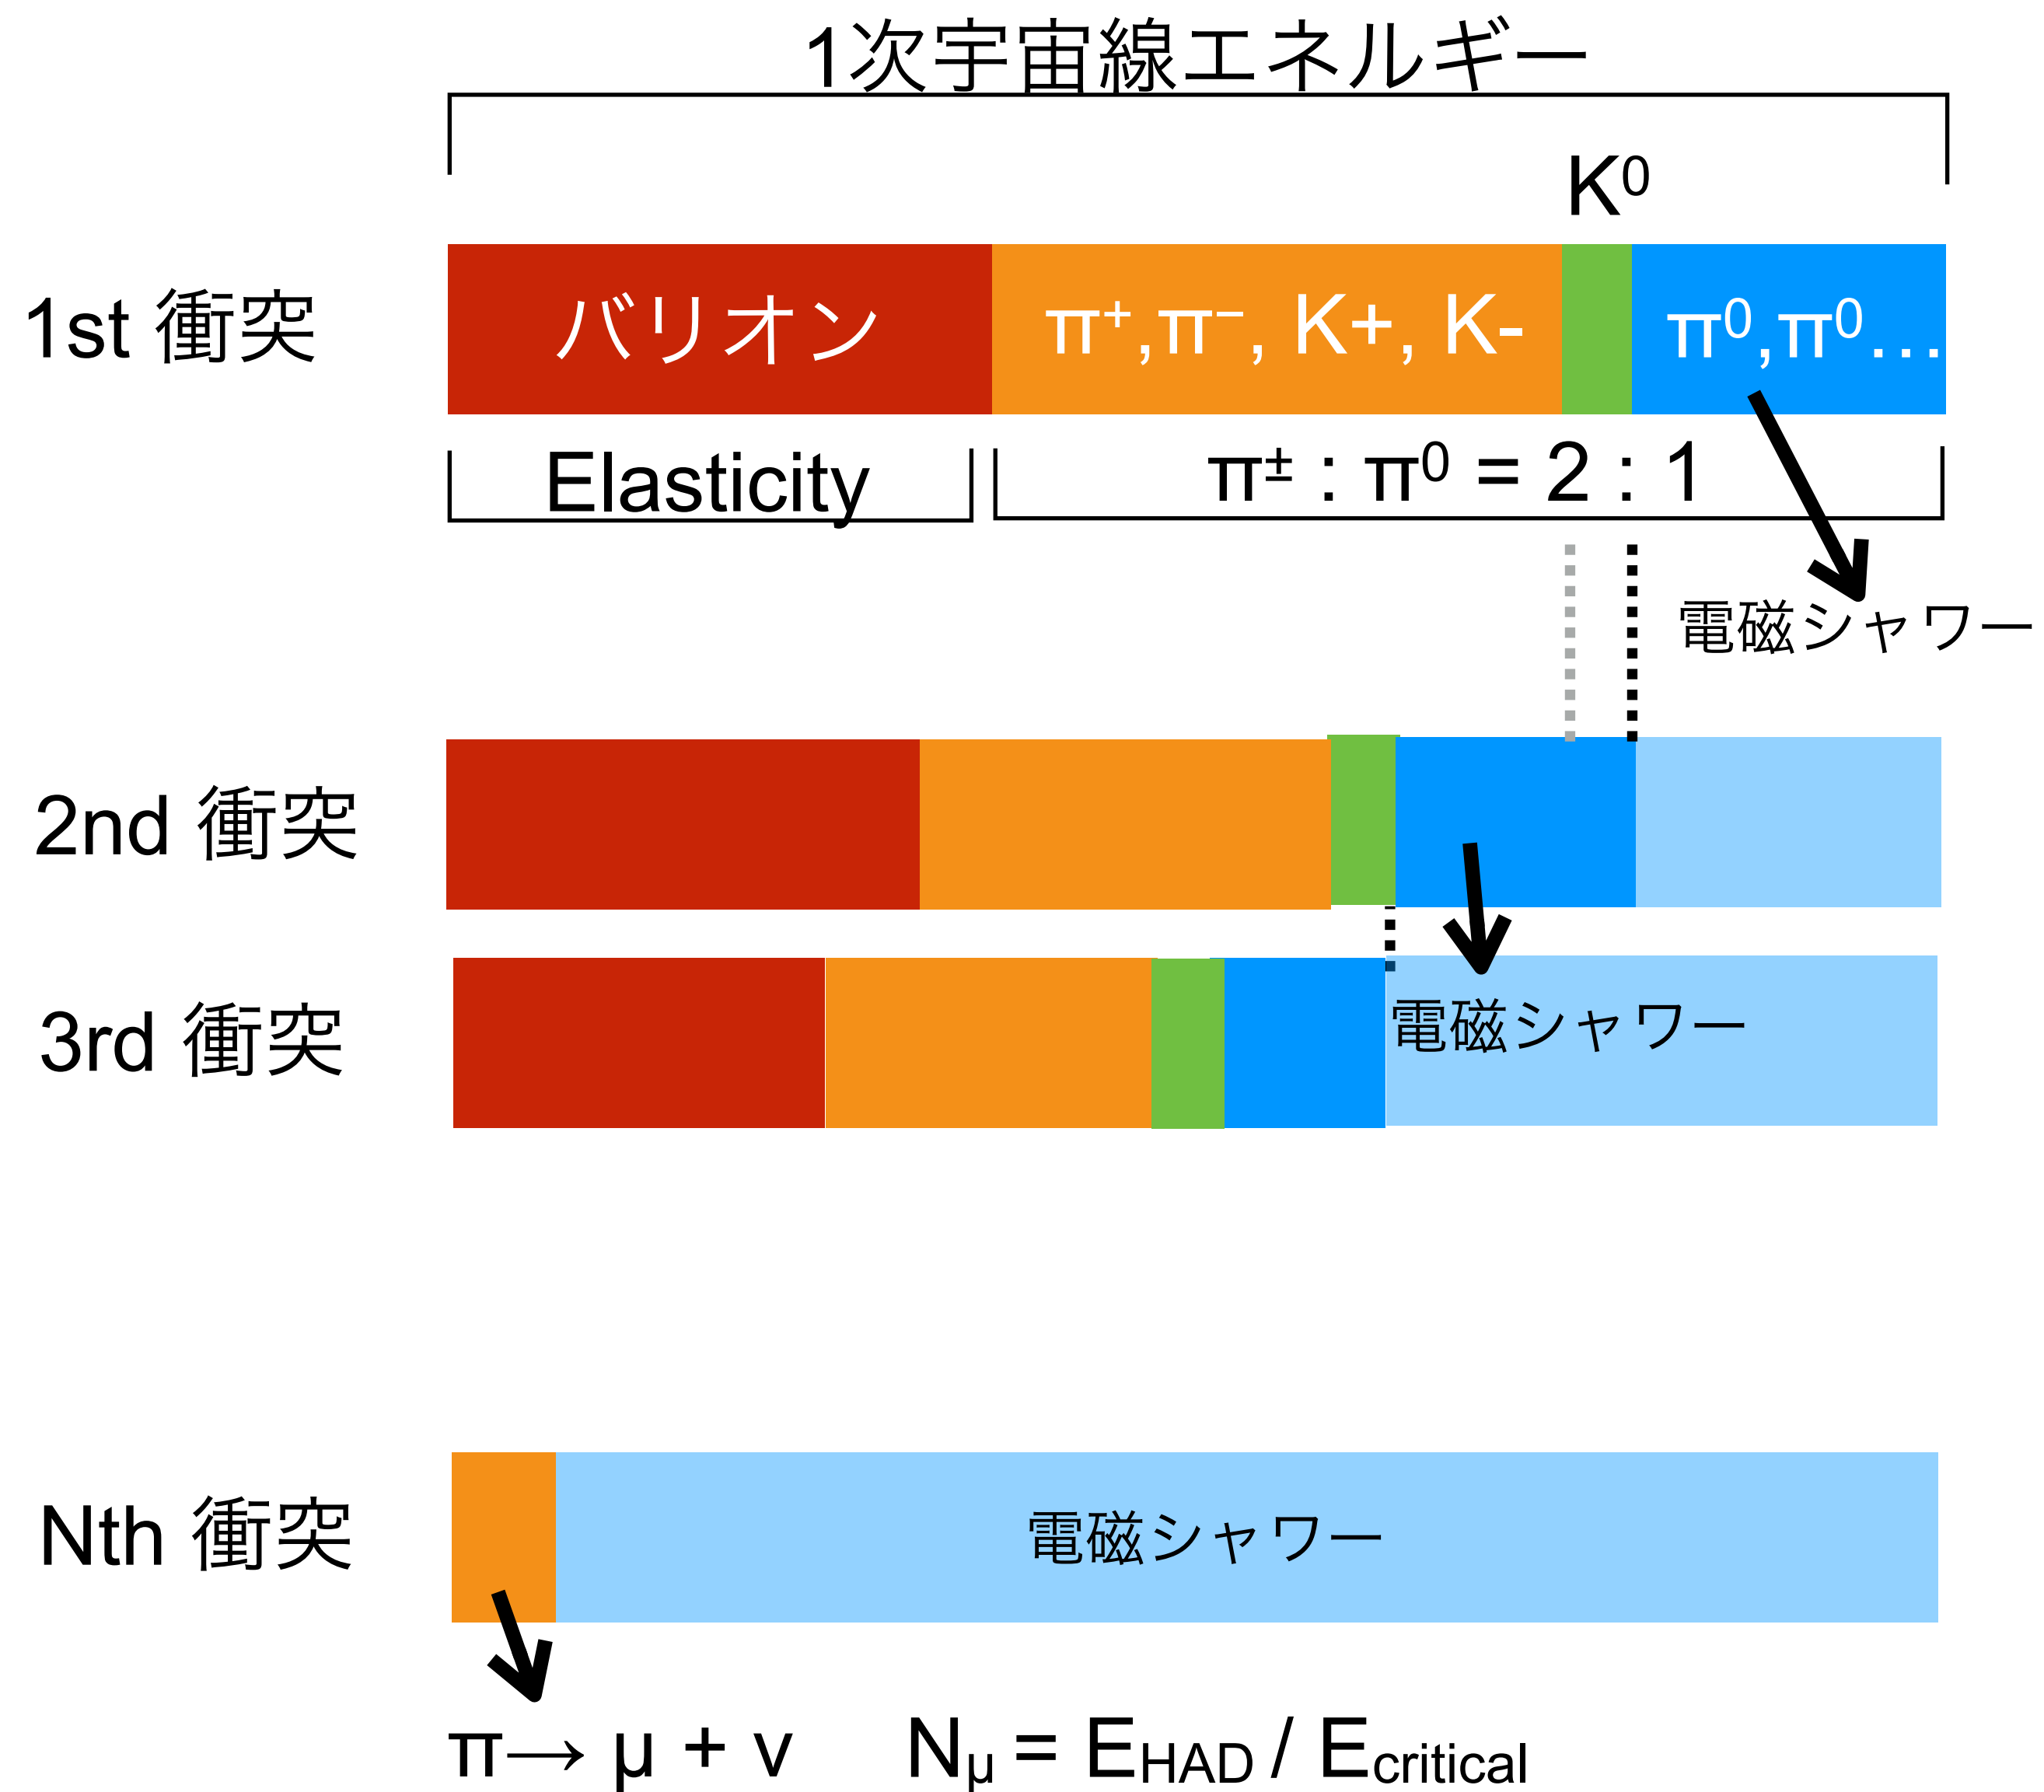 1次宇宙線エネルギー
K⁰
1st 衝突
バリオン
π⁺,π⁻, K+, K-
π⁰,π⁰...
Elasticity
π± : π⁰ = 2 : 1
電磁シャワー
2nd 衝突
3rd 衝突
電磁シャワー
Nth 衝突
電磁シャワー
π→ μ + ν
Nμ = EHAD / Ecritical